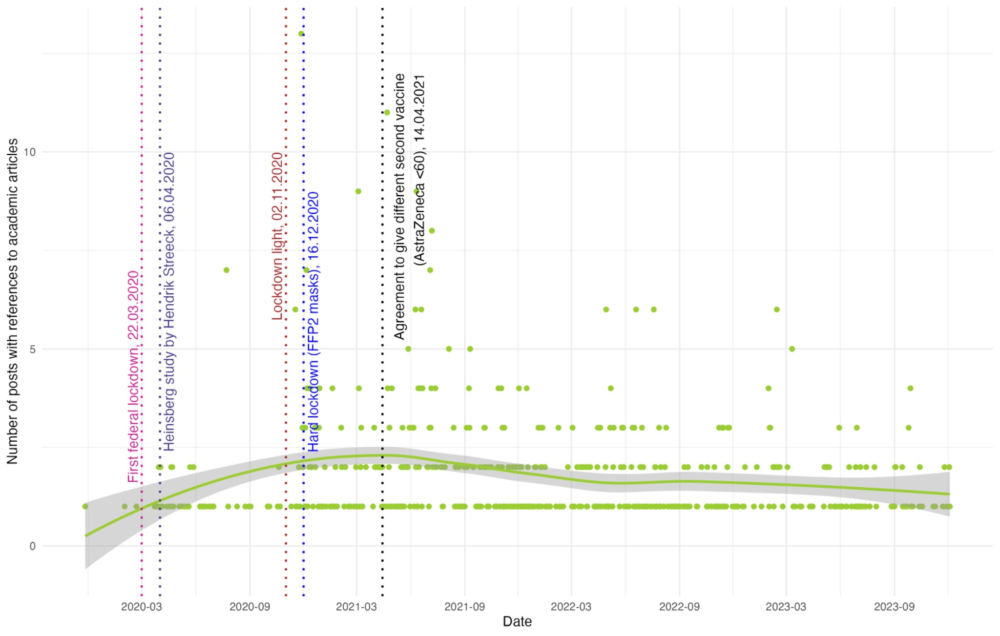 Number of posts with references to academic articles
10
5
0
First federal lockdown, 22.03.2020
Heinsberg study by Hendrik Streeck, 06.04.2020
Lockdown light, 02.11.2020
Hard lockdown (FFP2 masks), 16.12.2020
Agreement to give different second vaccine
(AstraZeneca <60), 14.04.2021
2020-03
2020-09
2021-03
2021-09
2022-03
2022-09
2023-03
2023-09
Date